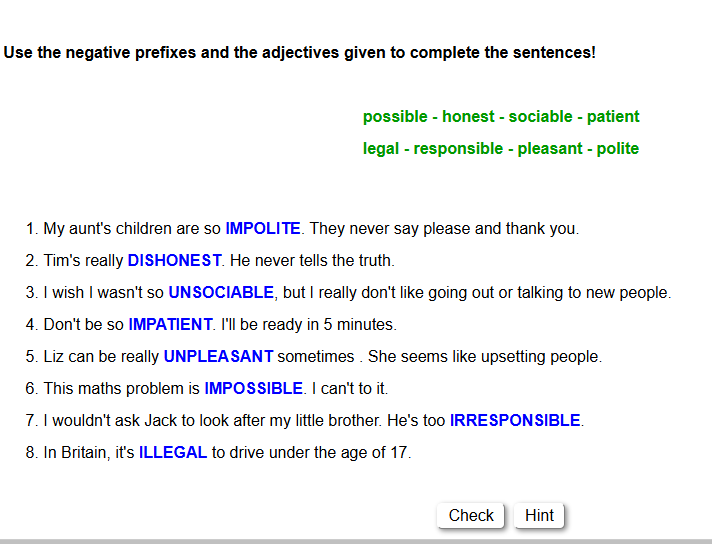 Use the negative prefixes and the adjectives given to complete the sentences!
possible - honest - sociable - patient
legal - responsible - pleasant - polite
1. My aunt's children are so IMPOLITE. They never say please and thank you.
2. Tim's really DISHONEST. He never tells the truth.
3. I wish I wasn't so UNSOCIABLE, but I really don't like going out or talking to new people.
4. Don't be so IMPATIENT. I'll be ready in 5 minutes.
5. Liz can be really UNPLEASANT sometimes . She seems like upsetting people.
6. This maths problem is IMPOSSIBLE. I can't to it.
7. I wouldn't ask Jack to look after my little brother. He's too IRRESPONSIBLE.
8. In Britain, it's ILLEGAL to drive under the age of 17.
Check Hint